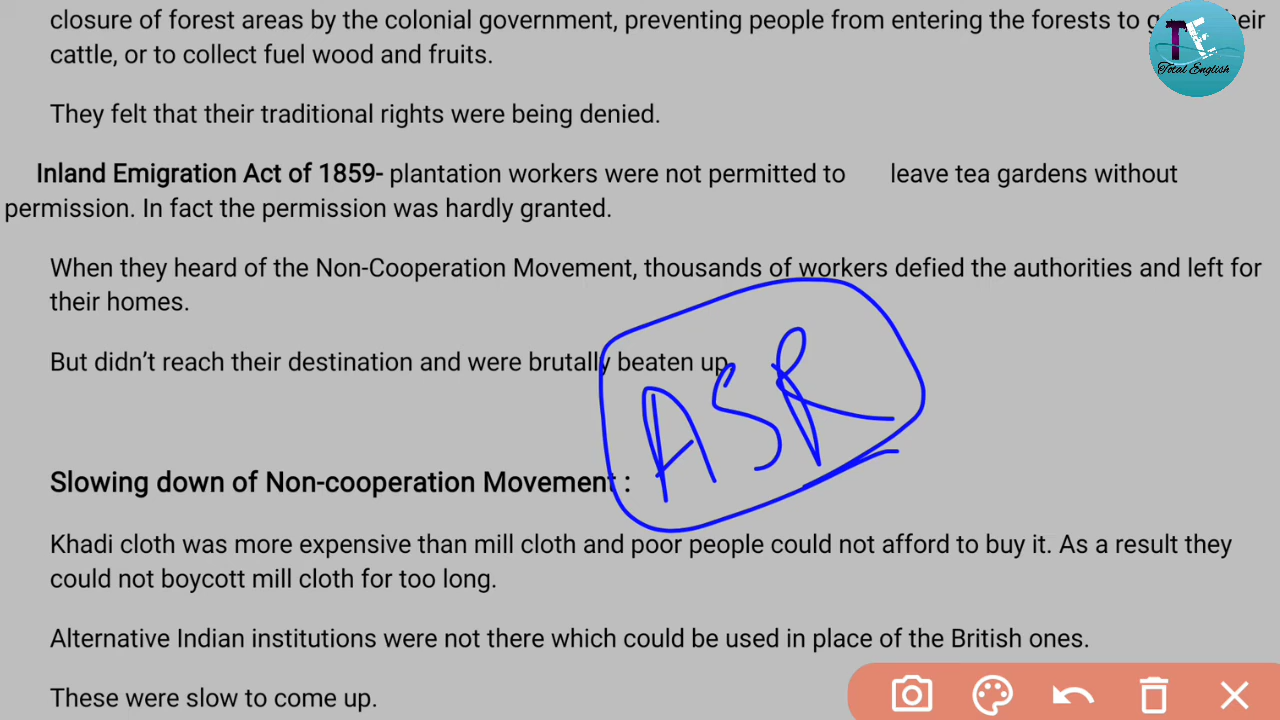 closure of forest areas by the colonial government, preventing people from entering the forests to
cattle, or to collect fuel wood and fruits.
TE
Total English
They felt that their traditional rights were being denied.
Inland Emigration Act of 1859- plantation workers were not permitted to leave tea gardens without
permission. In fact the permission was hardly granted.
When they heard of the Non-Cooperation Movement, thousands of workers defied the authorities and left for
their homes.
But didn’t reach their destination and were brutally beaten up.
ASR
Slowing down of Non-cooperation Movement :
Khadi cloth was more expensive than mill cloth and poor people could not afford to buy it. As a result they
could not boycott mill cloth for too long.
Alternative Indian institutions were not there which could be used in place of the British ones.
These were slow to come up.